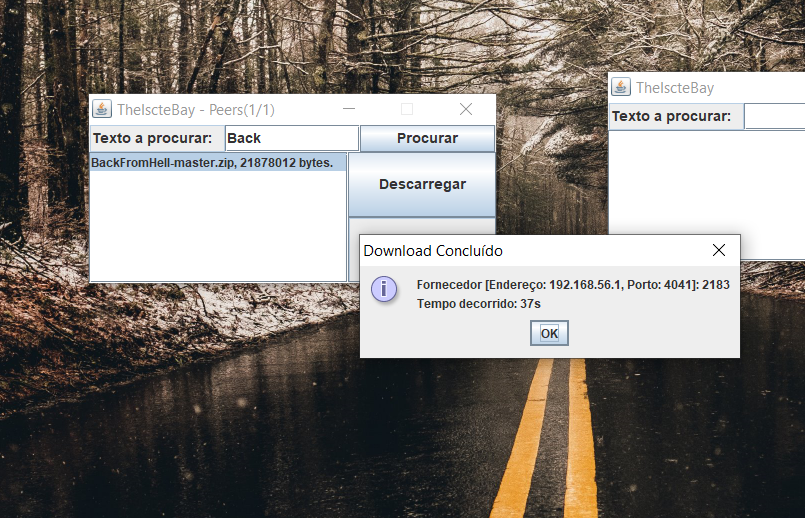 TheIscteBay - Peers(1/1)
Texto a procurar:
Back
Procurar
BackFromHell-master.zip, 21878012 bytes.
Descarregar
TheIscteBay
Texto a procurar:
Download Concluído
Fornecedor [Endereço: 192.168.56.1, Porto: 4041]: 2183
Tempo decorrido: 37s
OK